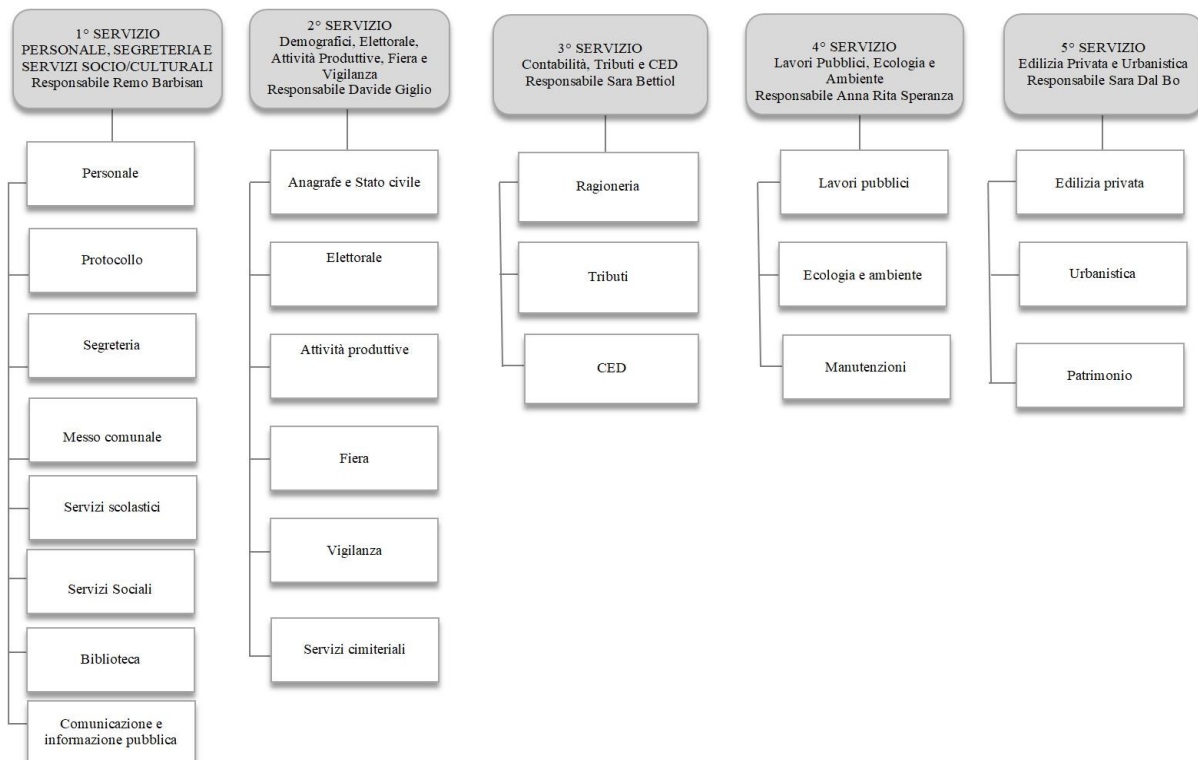 1° SERVIZIO
PERSONALE, SEGRETERIA E
SERVIZI SOCIO/CULTURALI
Responsabile Remo Barbisan
Personale
Protocollo
Segreteria
Messo comunale
Servizi scolastici
Servizi Sociali
Biblioteca
Comunicazione e
informazione pubblica
2° SERVIZIO
Demografici, Elettorale,
Attività Produttive, Fiera e
Vigilanza
Responsabile Davide Giglio
Anagrafe e Stato civile
Elettorale
Attività produttive
Fiera
Vigilanza
Servizi cimiteriali
3° SERVIZIO
Contabilità, Tributi e CED
Responsabile Sara Bettiol
Ragioneria
Tributi
CED
4° SERVIZIO
Lavori Pubblici, Ecologia e
Ambiente
Responsabile Anna Rita Speranza
Lavori pubblici
Ecologia e ambiente
Manutenzioni
5° SERVIZIO
Edilizia Privata e Urbanistica
Responsabile Sara Dal Bo
Edilizia privata
Urbanistica
Patrimonio